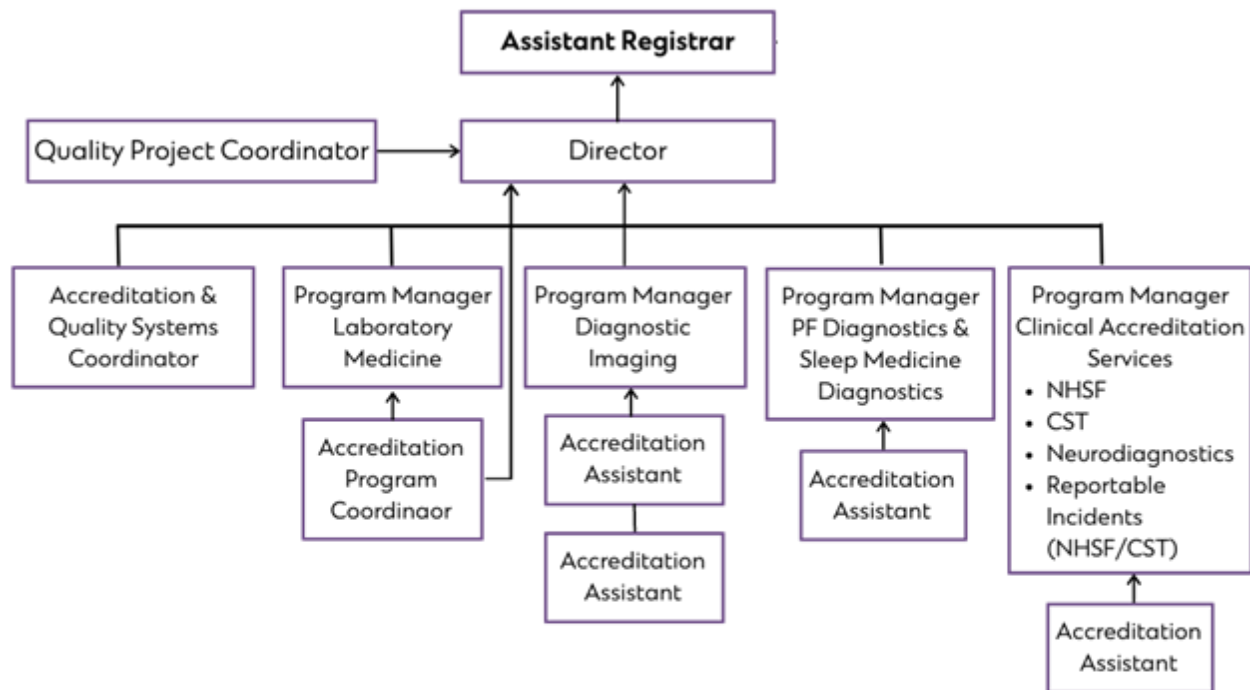 Assistant Registrar
Quality Project Coordinator
Director
Accreditation &
Quality Systems
Coordinator
Program Manager
Laboratory
Medicine
Program Manager
Diagnostic
Imaging
Program Manager
PF Diagnostics &
Sleep Medicine
Diagnostics
Program Manager
Clinical Accreditation
Services
• NHSF
• CST
• Neurodiagnostics
• Reportable
Incidents
(NHSF/CST)
Accreditation
Program
Coordinaor
Accreditation
Assistant
Accreditation
Assistant
Accreditation
Assistant
Accreditation
Assistant